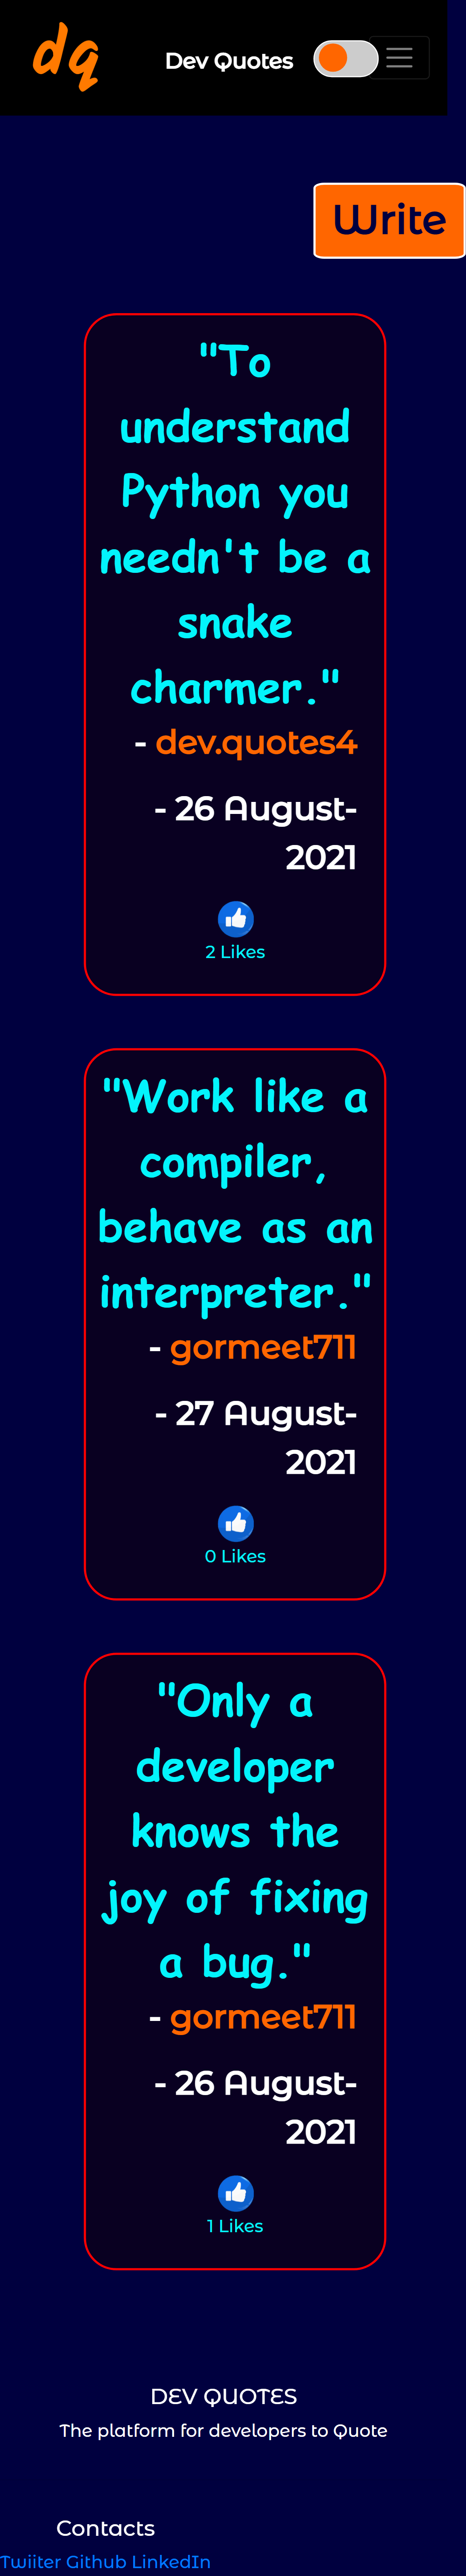 dq
Dev Quotes
Write
"To
understand
Python you
needn't be a
snake
charmer."
- dev.quotes4
- 26 August-
2021
2 Likes
"Work like a
compiler,
behave as an
interpreter."
- gormeet711
- 27 August-
2021
0 Likes
"Only a
developer
knows the
joy of fixing
a bug."
- gormeet711
- 26 August-
2021
1 Likes
DEV QUOTES
The platform for developers to Quote
Contacts
Twiiter Github LinkedIn